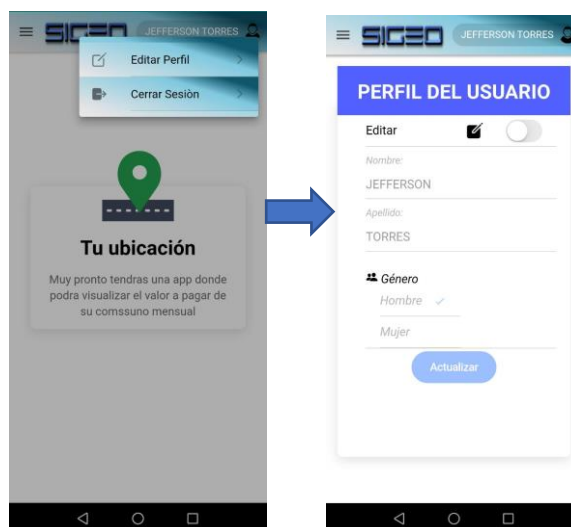 SIGEO
JEFFERSON TORRES
Editar Perfil
Cerrar Sesiòn
Tu ubicación
Muy pronto tendras una app donde
podra visualizar el valor a pagar de
su comssuno mensual
SIGEO
JEFFERSON TORRES
PERFIL DEL USUARIO
Editar
Nombre:
JEFFERSON
Apellido:
TORRES
Género
Hombre
Mujer
Actualizar